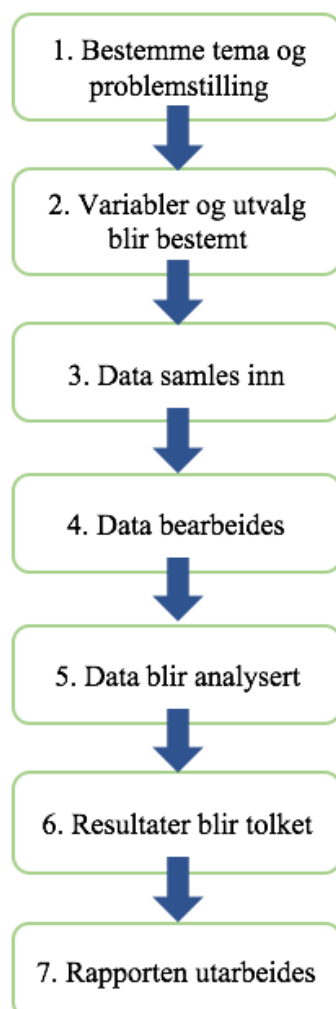 1. Bestemme tema og
problemstilling
2. Variabler og utvalg
blir bestemt
3. Data samles inn
4. Data bearbeides
5. Data blir analysert
6. Resultater blir tolket
7. Rapporten utarbeides